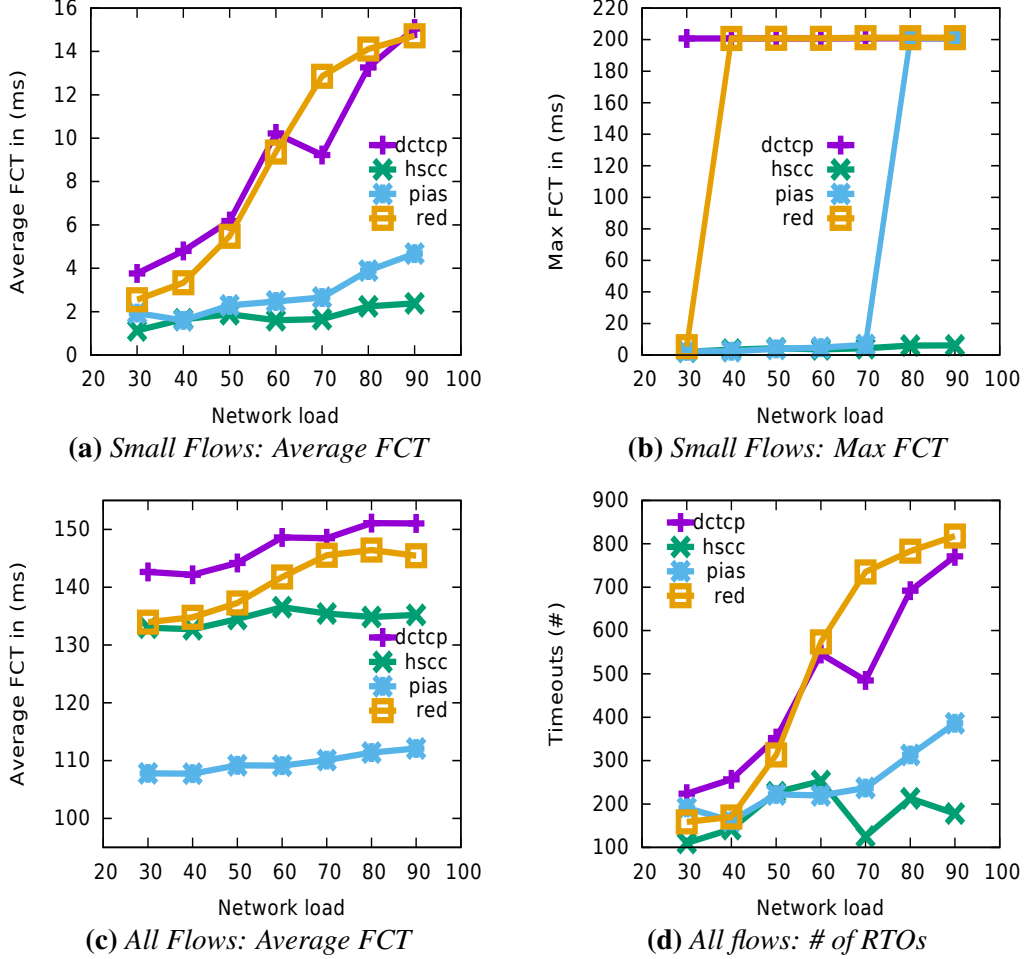 16
14
12
10
8
6
4
2
0
Average FCT in (ms)
dctcp
hscc
pias
red
20 30 40 50 60 70 80 90 100
Network load
(a) Small Flows: Average FCT
220
200
180
160
140
120
100
80
60
40
20
0
Max FCT in (ms)
dctcp
hscc
pias
red
20 30 40 50 60 70 80 90 100
Network load
(b) Small Flows: Max FCT
150
140
130
120
110
100
Average FCT in (ms)
dctcp
hscc
pias
red
20 30 40 50 60 70 80 90 100
Network load
(c) All Flows: Average FCT
900
800
700
600
500
400
300
200
100
Timeouts (#)
dctcp
hscc
pias
red
20 30 40 50 60 70 80 90 100
Network load
(d) All flows: # of RTOs